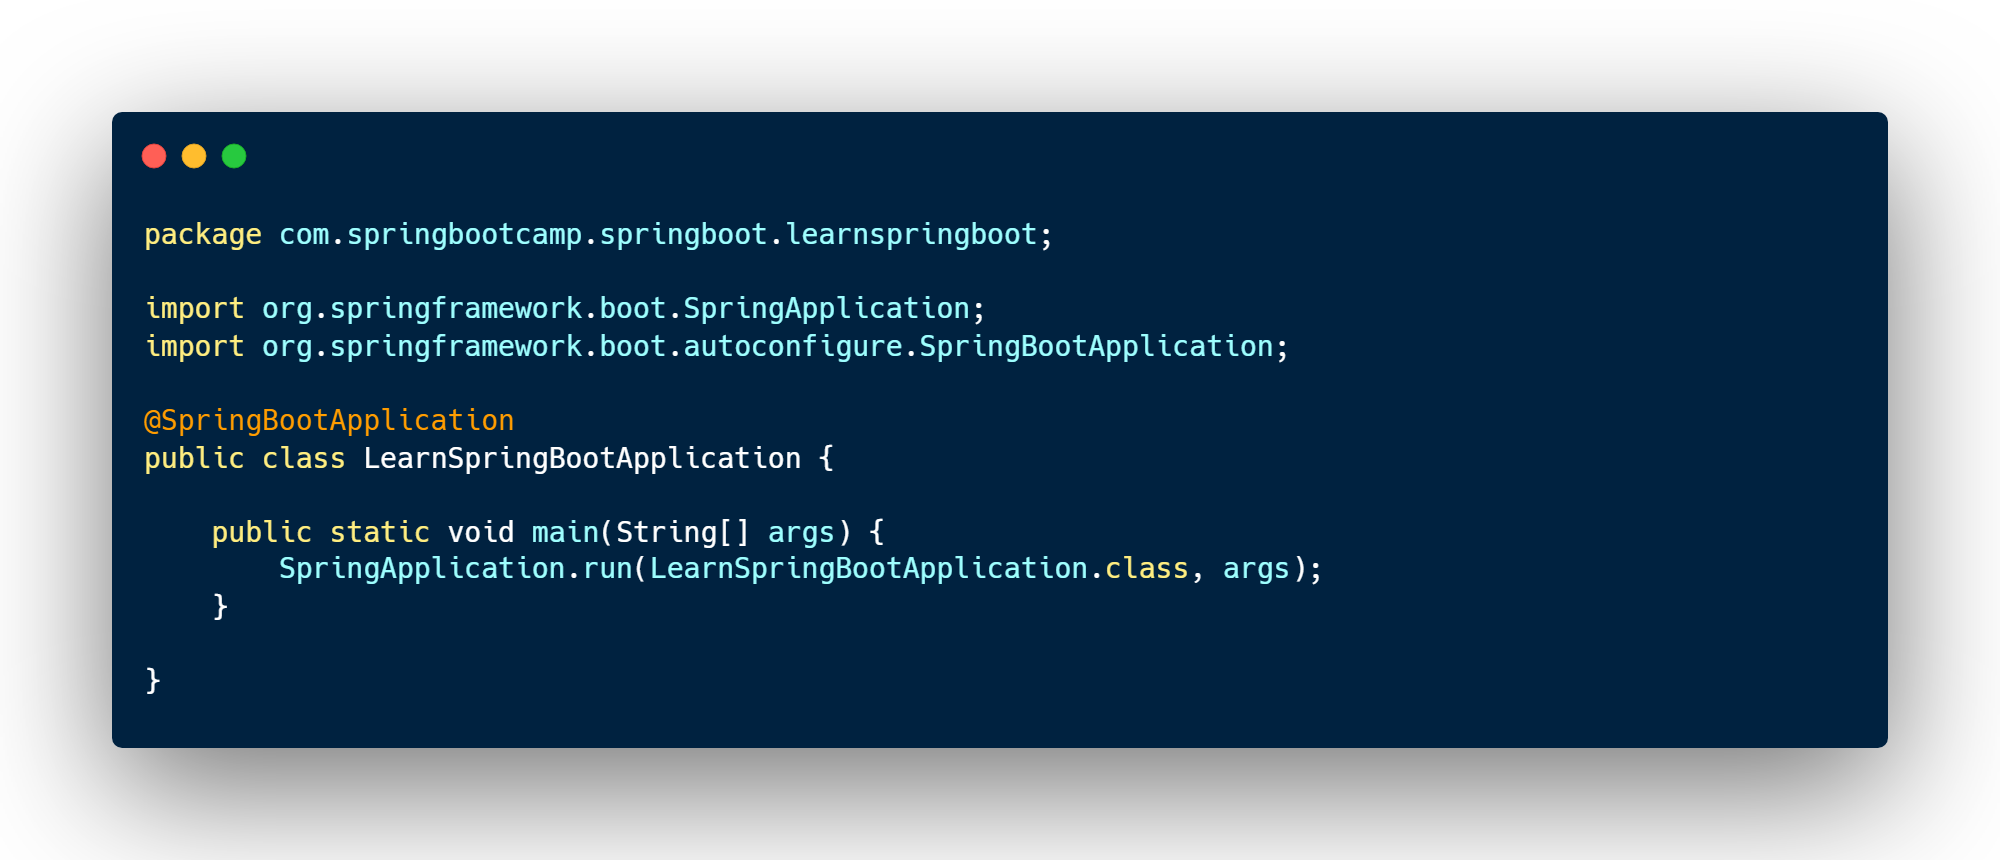 package com.springbootcamp.springboot.learnspringboot;

import org.springframework.boot.SpringApplication;
import org.springframework.boot.autoconfigure.SpringBootApplication;

@SpringBootApplication
public class LearnSpringBootApplication {

    public static void main(String[] args) {
        SpringApplication.run(LearnSpringBootApplication.class, args);
    }

}